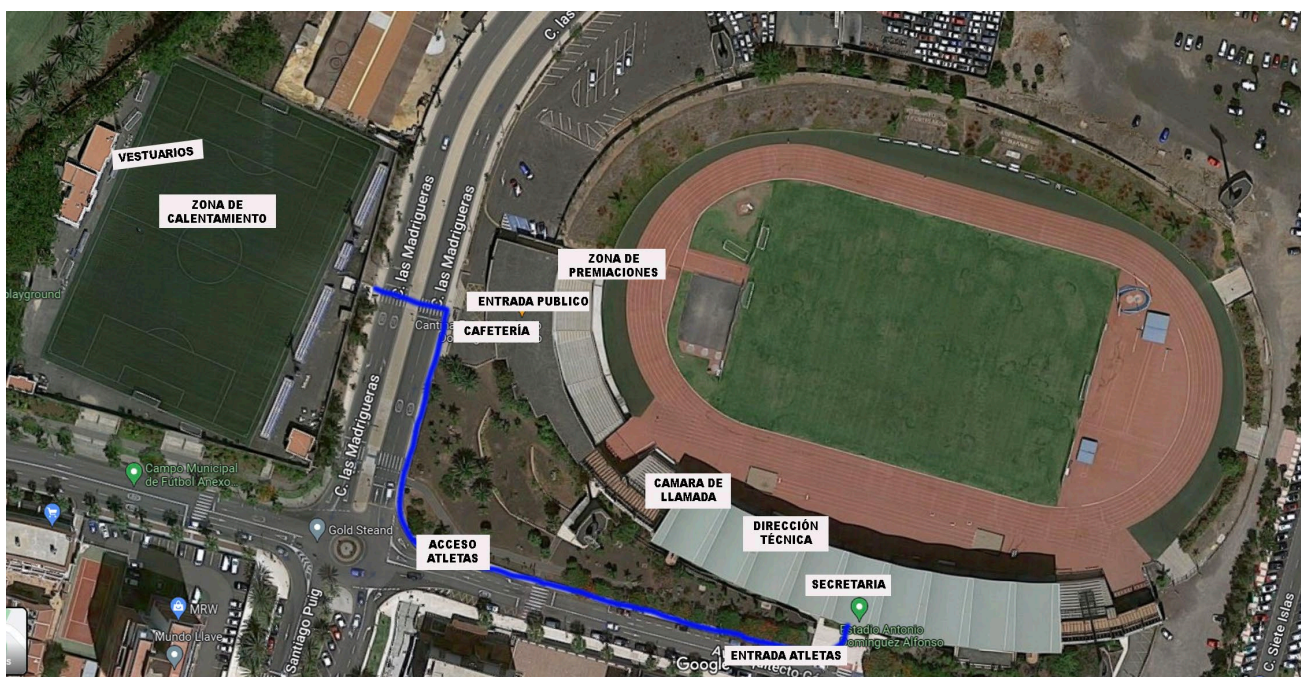 C. las
VESTUARIOS
ZONA DE
CALENTAMIENTO
C. las Madrigueras
C. las Madrigueras
playground
ZONA DE
PREMIACIONES
ENTRADA PUBLICO
CAFETERÍA
C. las Madrigueras
Campo Municipal
de Fútbol Anexo...
Gold Steand
CAMARA DE
LLAMADA
DIRECCIÓN
TÉCNICA
ACCESO
ATLETAS
SECRETARIA
MRW
Mundo Llave
Santiago Puig
Estadio Antonio
Domínguez Alfonso
ENTRADA ATLETAS
Google
C. Siete Islas